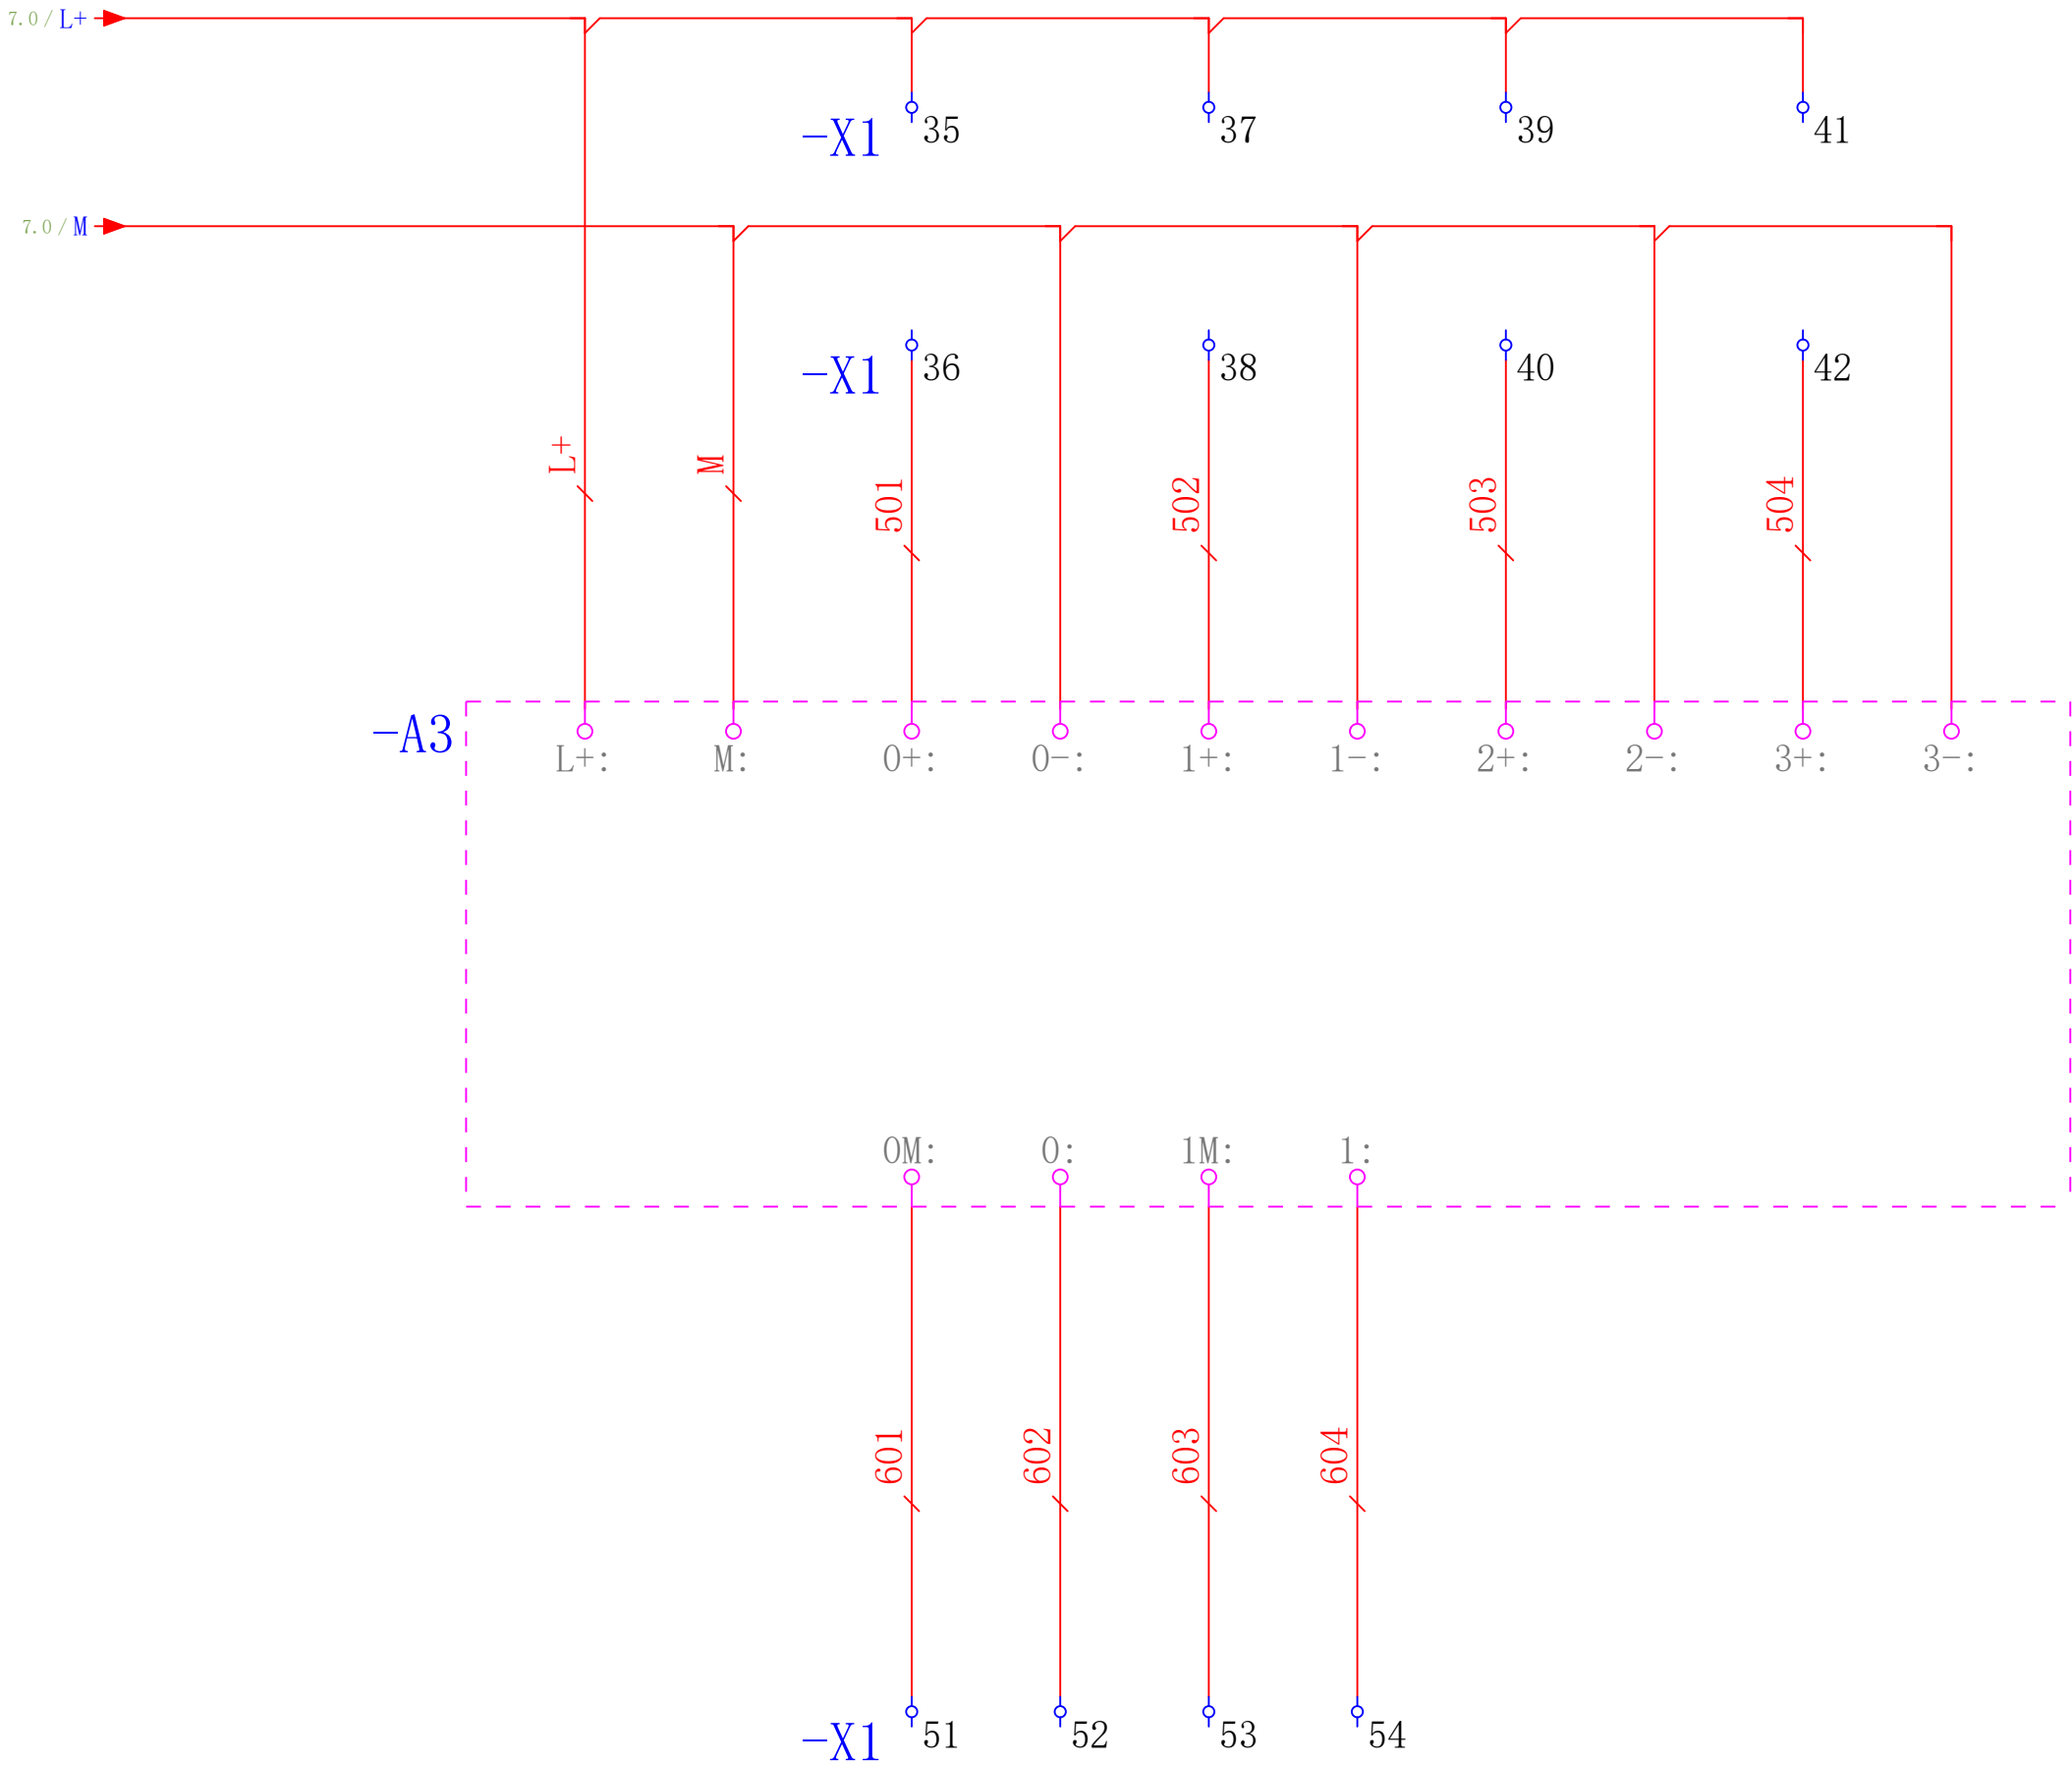 7.0/L+
-X1 35 37 39 41
7.0/M
-X1 36 38 40 42
L+ M 501 502 503 504
-A3
L+: M: 0+: 0-: 1+: 1-: 2+: 2-: 3+: 3-:
0M: 0: 1M: 1:
601 602 603 604
-X1 51 52 53 54